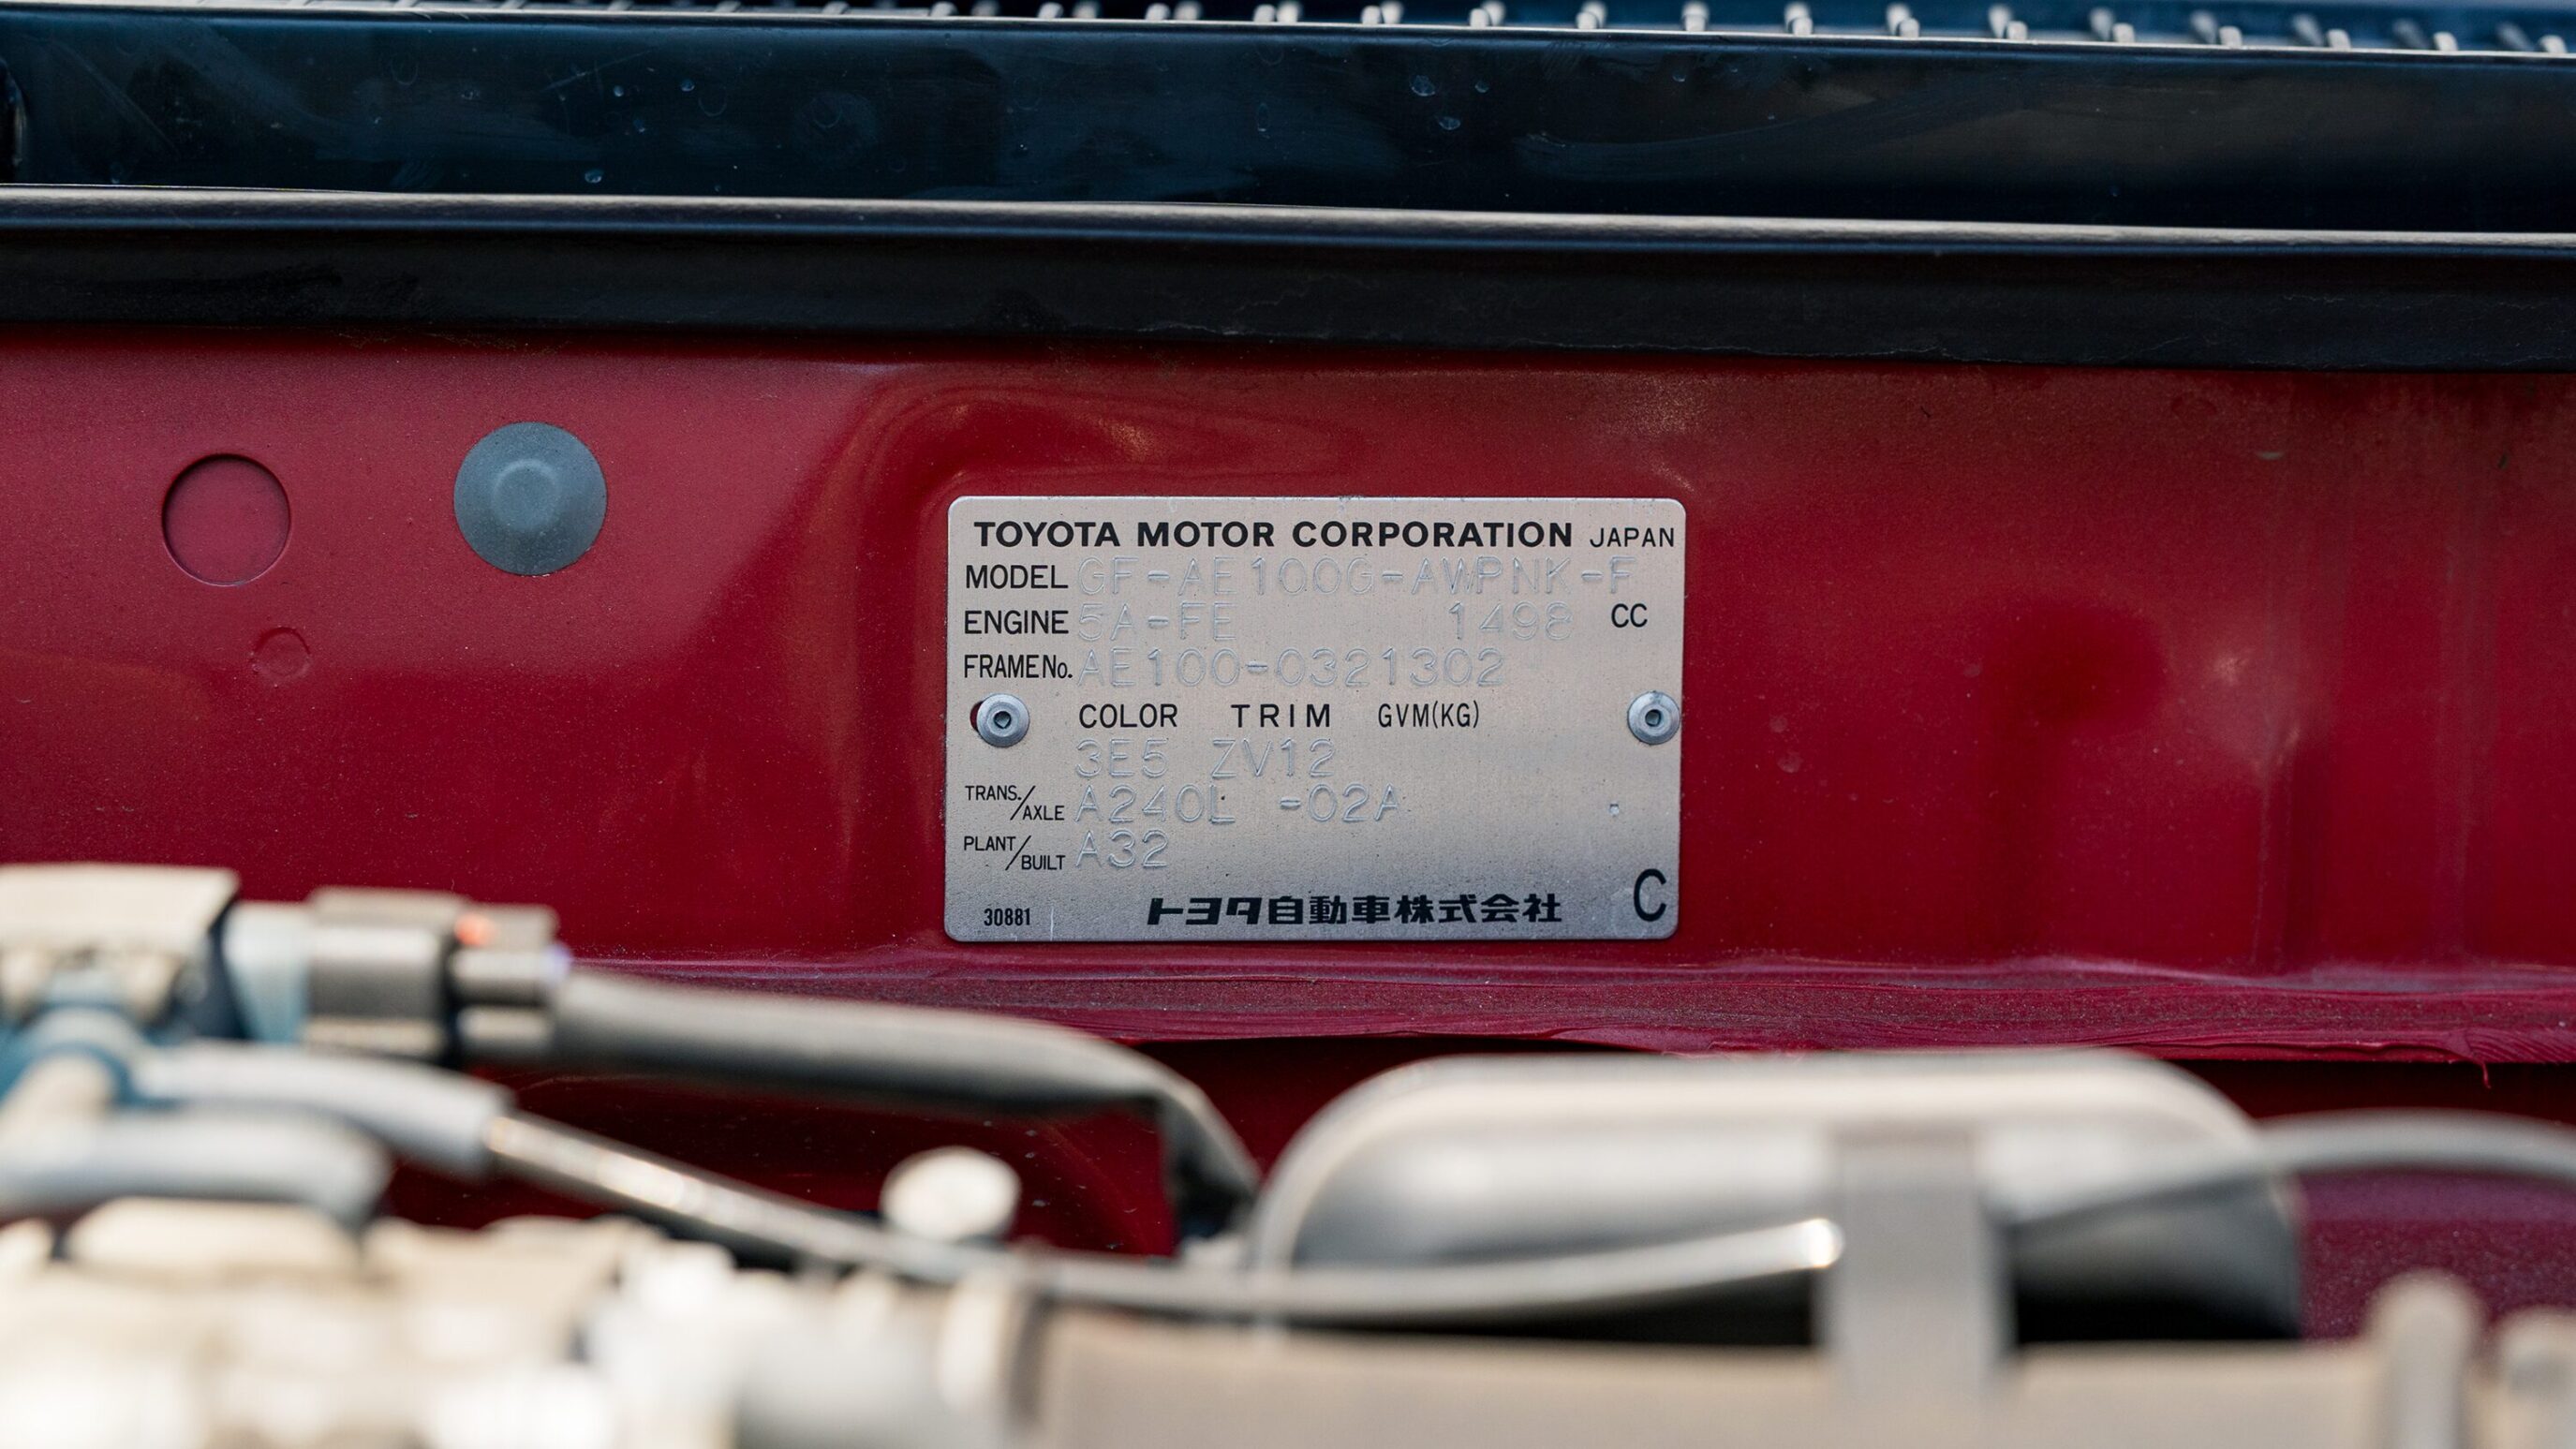 TOYOTA MOTOR CORPORATION JAPAN
MODEL GF-AE100G-AWPNK-F
ENGINE 5A-FE 1498 CC
FRAME No. AE100-0321302
COLOR TRIM GVM(KG)
3E5 ZV12
TRANS./AXLE A240L -02A
PLANT/BUILT A32
30881 トヨタ自動車株式会社 C